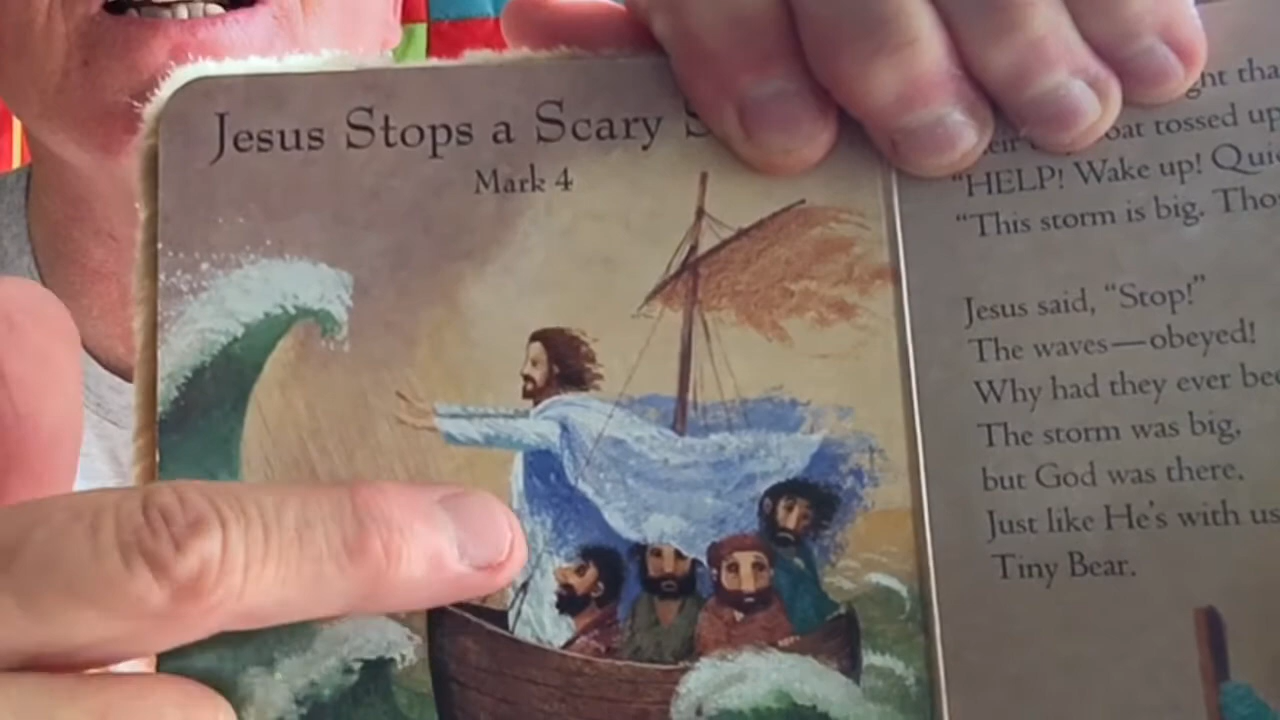 Jesus Stops a Scary
Mark 4
"HELP! Wake up!
"This storm is big.
Jesus said, "Stop!"
The waves—obeyed!
Why had they ever
The storm was big,
but God was there.
Just like He's with us
Tiny Bear.
tossed up